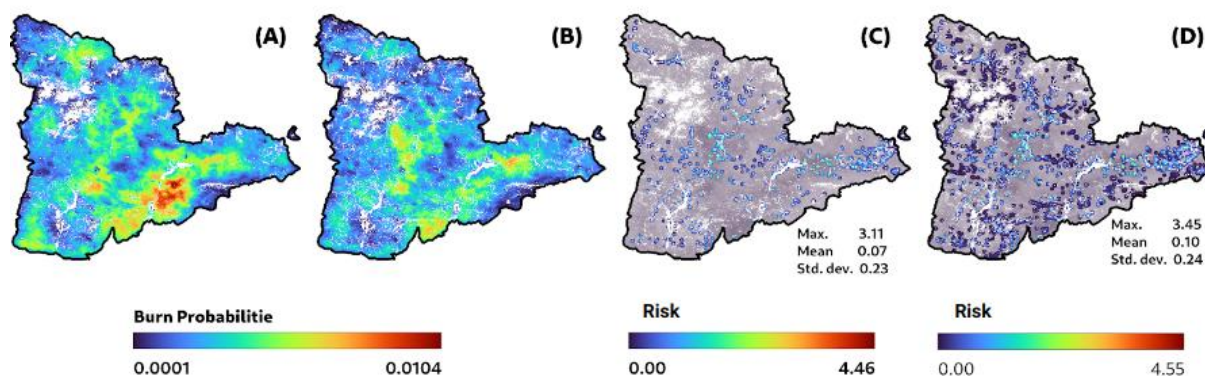 (A)
(B)
(C)
(D)
Max. 3.11
Mean 0.07
Std. dev. 0.23
Max. 3.45
Mean 0.10
Std. dev. 0.24
Burn Probabilitie
0.0001 0.0104
Risk
0.00 4.46
Risk
0.00 4.55